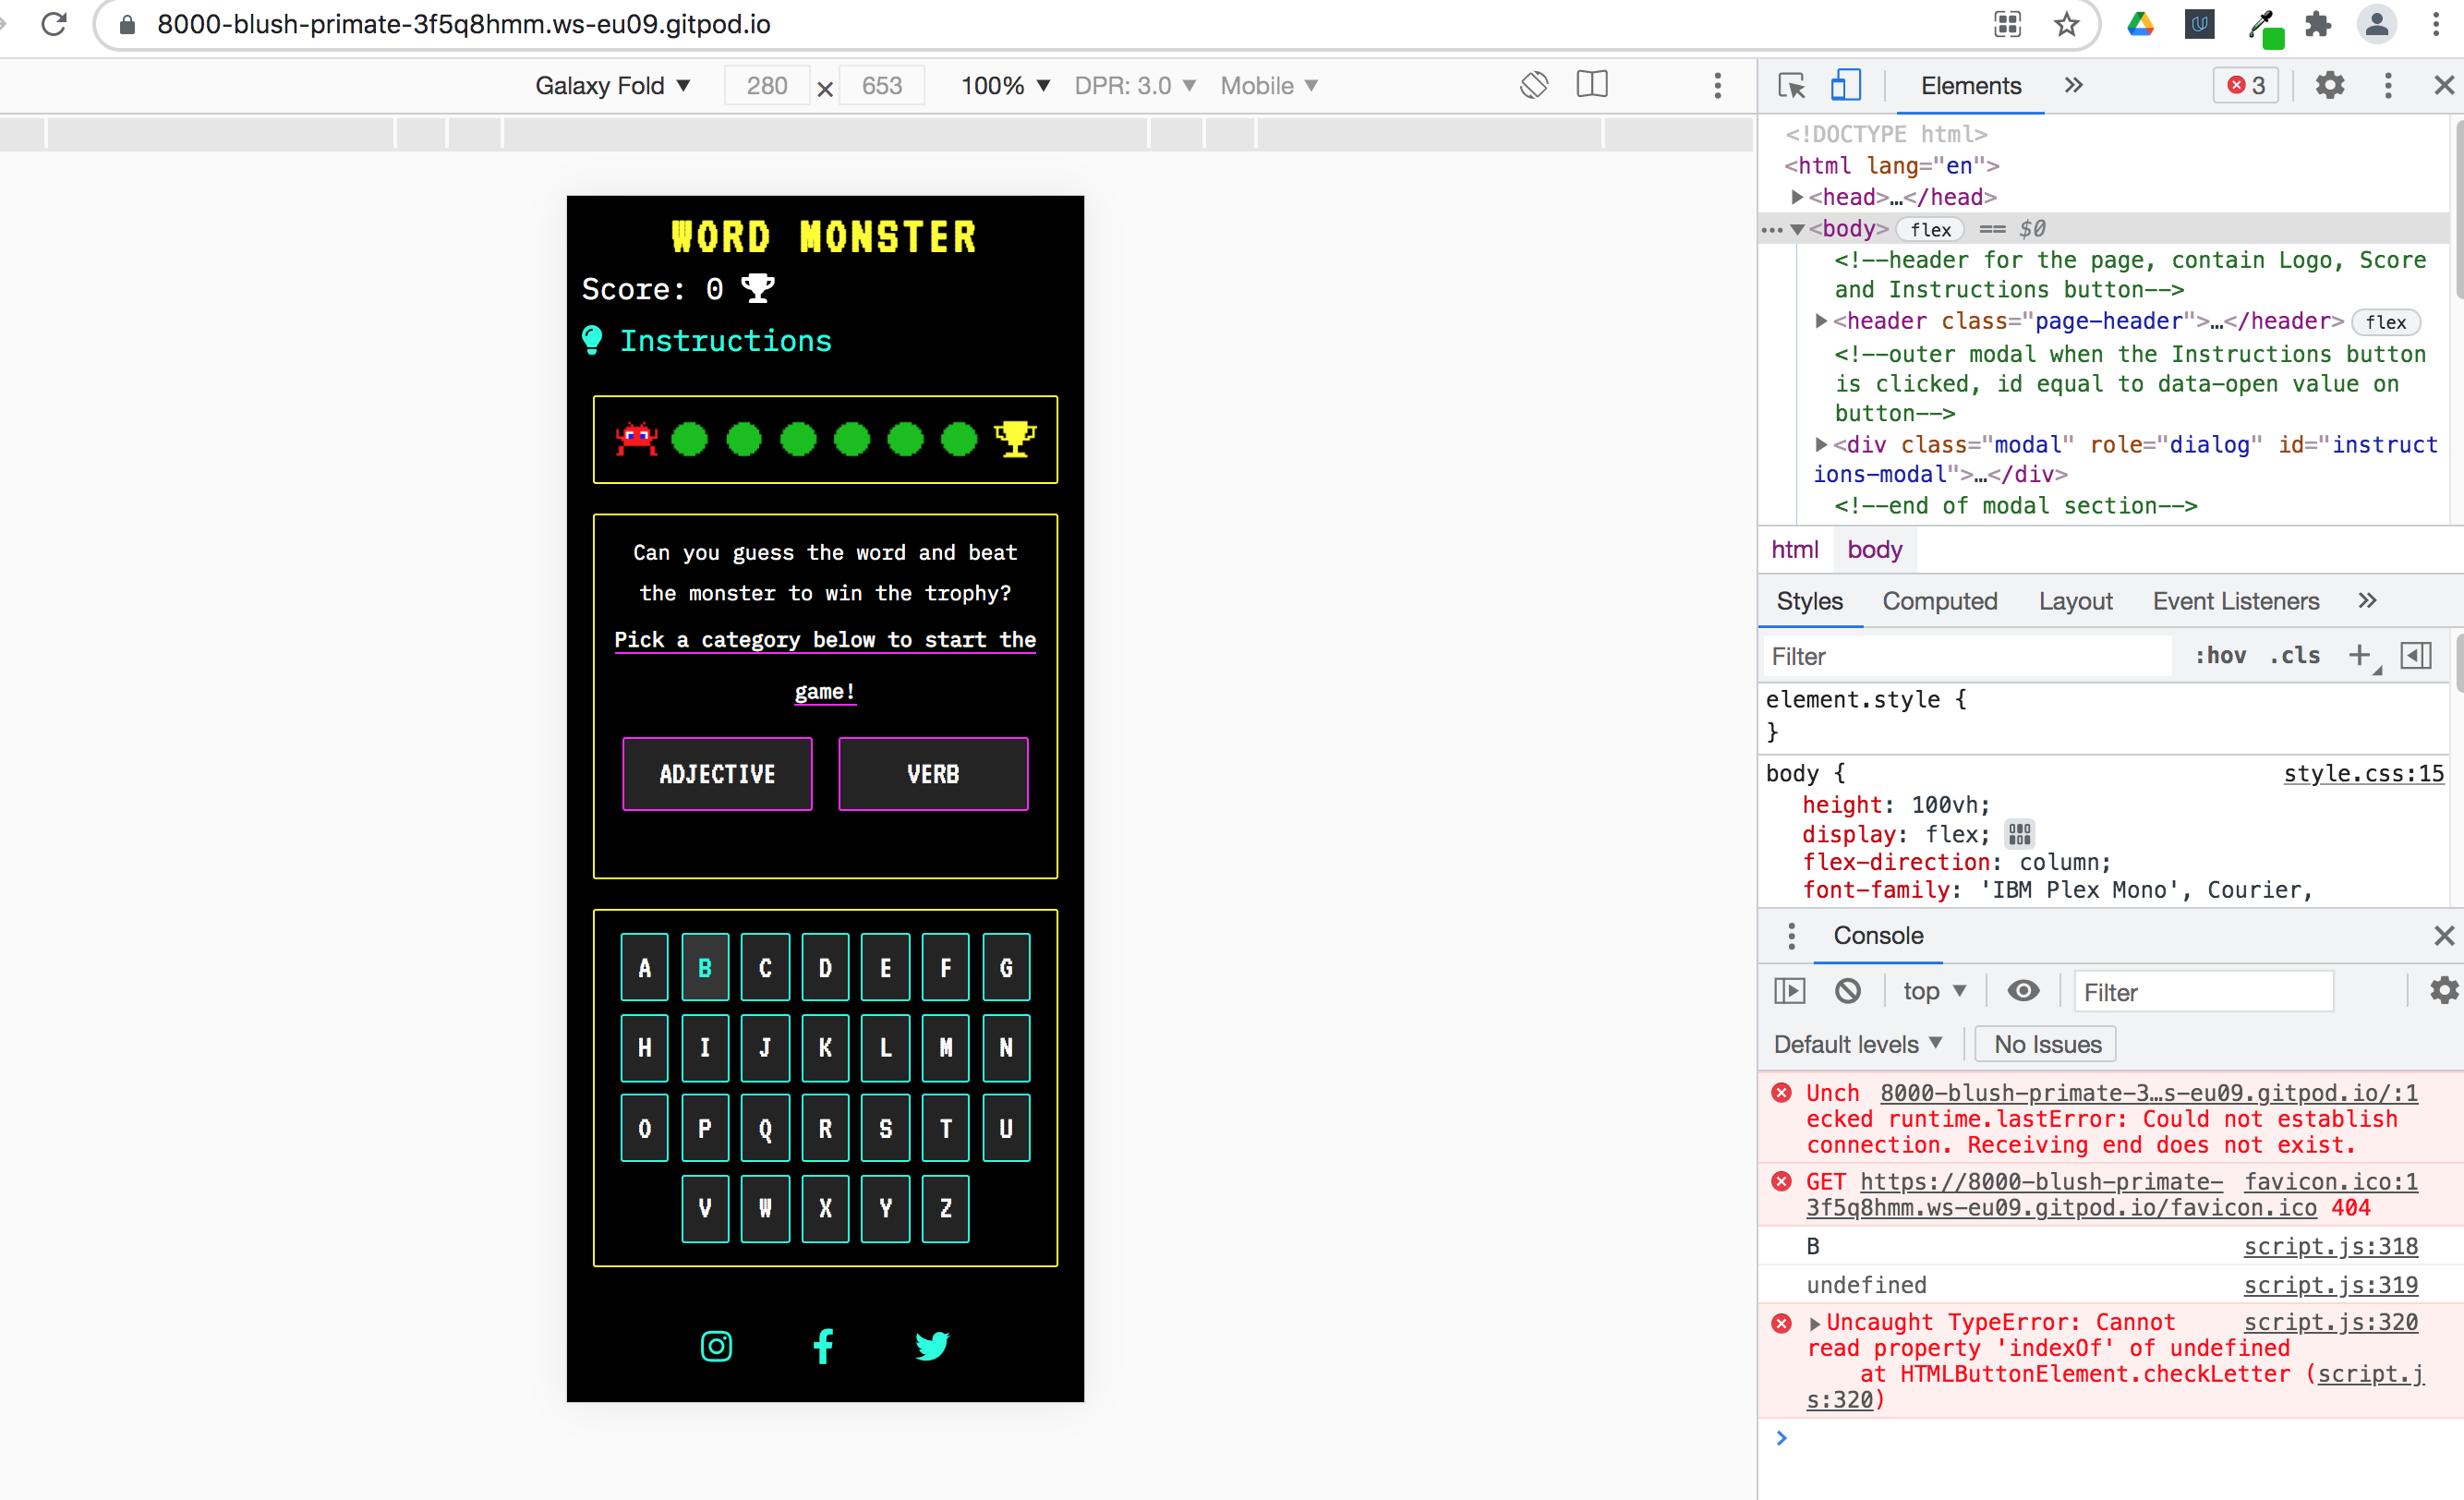 8000-blush-primate-3f5q8hmm.ws-eu09.gitpod.io
Galaxy Fold ▼ 280 × 653 100% ▼ DPR: 3.0 ▼ Mobile ▼
Elements » 3
WORD MONSTER
Score: 0
Instructions
Can you guess the word and beat
the monster to win the trophy?
Pick a category below to start the
game!
ADJECTIVE VERB
A B C D E F G
H I J K L M N
O P Q R S T U
V W X Y Z
<!DOCTYPE html>
<html lang="en">
▶<head>…</head>
…▼<body> flex == $0
<!--header for the page, contain Logo, Score
and Instructions button-->
▶<header class="page-header">…</header> flex
<!--outer modal when the Instructions button
is clicked, id equal to data-open value on
button-->
▶<div class="modal" role="dialog" id="instruct
ions-modal">…</div>
<!--end of modal section-->
html body
Styles Computed Layout Event Listeners »
Filter :hov .cls +
element.style {
}
body { style.css:15
height: 100vh;
display: flex;
flex-direction: column;
font-family: 'IBM Plex Mono', Courier,
Console
top ▼ Filter
Default levels ▼ No Issues
Unch 8000-blush-primate-3…s-eu09.gitpod.io/:1
ecked runtime.lastError: Could not establish
connection. Receiving end does not exist.
GET https://8000-blush-primate- favicon.ico:1
3f5q8hmm.ws-eu09.gitpod.io/favicon.ico 404
B script.js:318
undefined script.js:319
▶Uncaught TypeError: Cannot script.js:320
read property 'indexOf' of undefined
at HTMLButtonElement.checkLetter (script.j
s:320)